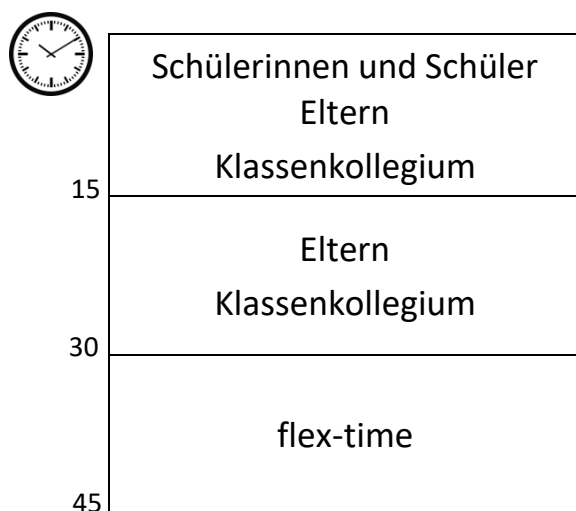 Schülerinnen und Schüler
Eltern
Klassenkollegium
15
Eltern
Klassenkollegium
30
flex-time
45